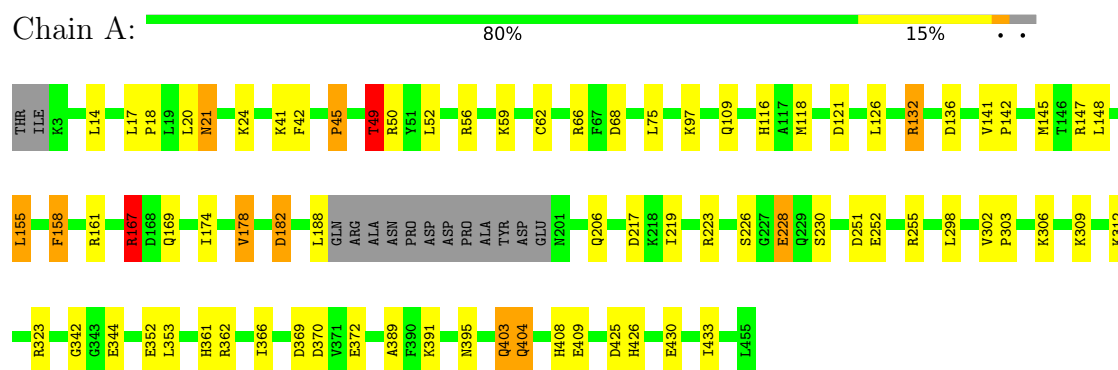 Chain A:
80% 15% • •
THR ILE K3 L14 L17 P18 L19 L20 N21 K24 K41 F42 P45 T49 R50 Y51 L52 R56 K59 C62 R66 F67 D68 L75 K97 Q109 H116 A117 M118 D121 L126 R132 D136 V141 P142 M145 T146 R147 L148
L155 F158 R161 R167 D168 Q169 I174 V178 D182 L188 GLN ARG ALA ASN PRO ASP ASP PRO ALA TYR ASP GLU N201 Q206 D217 K218 I219 R223 S226 G227 E228 Q229 S230 D251 E252 R255 L298 V302 P303 K306 K309 K312
R323 G342 G343 E344 E352 L353 H361 R362 I366 D369 D370 V371 E372 A389 F390 K391 N395 Q403 Q404 H408 E409 D425 H426 E430 I433 L455